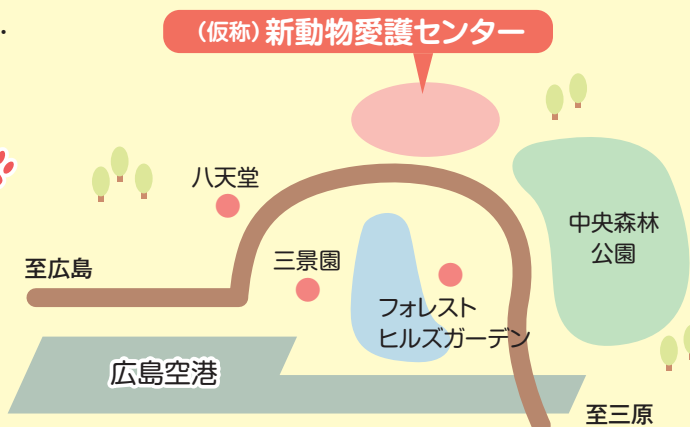 (仮称)新動物愛護センター
八天堂
中央森林
公園
三景園
至広島
フォレスト
ヒルズガーデン
広島空港
至三原